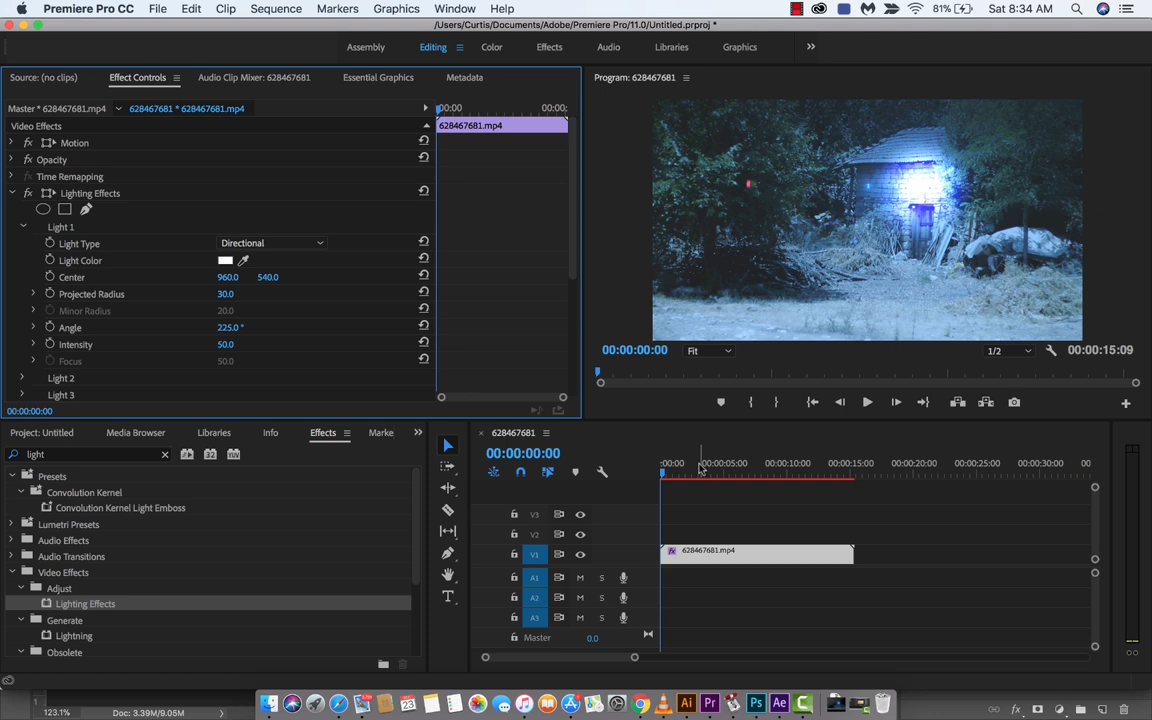 Premiere Pro CC File Edit Clip Sequence Markers Graphics Window Help 81% Sat 8:34 AM
/Users/Curtis/Documents/Adobe/Premiere Pro/11.0/Untitled.prproj *
Assembly Editing Color Effects Audio Libraries Graphics
Source: (no clips) Effect Controls Audio Clip Mixer: 628467681 Essential Graphics Metadata Program: 628467681
Master * 628467681.mp4 628467681 * 628467681.mp4 00:00 00:00:
Video Effects 628467681.mp4
fx Motion
fx Opacity
fx Time Remapping
fx Lighting Effects
Light 1
Light Type Directional
Light Color
Center 960.0 540.0
Projected Radius 30.0
Minor Radius 20.0
Angle 225.0 °
Intensity 50.0
Focus 50.0
Light 2
Light 3
00:00:00:00
00:00:00:00 Fit 1/2 00:00:15:09
Project: Untitled Media Browser Libraries Info Effects Marke
light
Presets
Convolution Kernel
Convolution Kernel Light Emboss
Lumetri Presets
Audio Effects
Audio Transitions
Video Effects
Adjust
Lighting Effects
Generate
Lightning
Obsolete
628467681
00:00:00:00
:00:00 00:00:05:00 00:00:10:00 00:00:15:00 00:00:20:00 00:00:25:00 00:00:30:00 00
V3
V2
V1 fx 628467681.mp4
A1 M S
A2 M S
A3 M S
Master 0.0
T
23 Ai Pr Ps Ae
1
123.1% Doc: 3.39M/9.05M fx